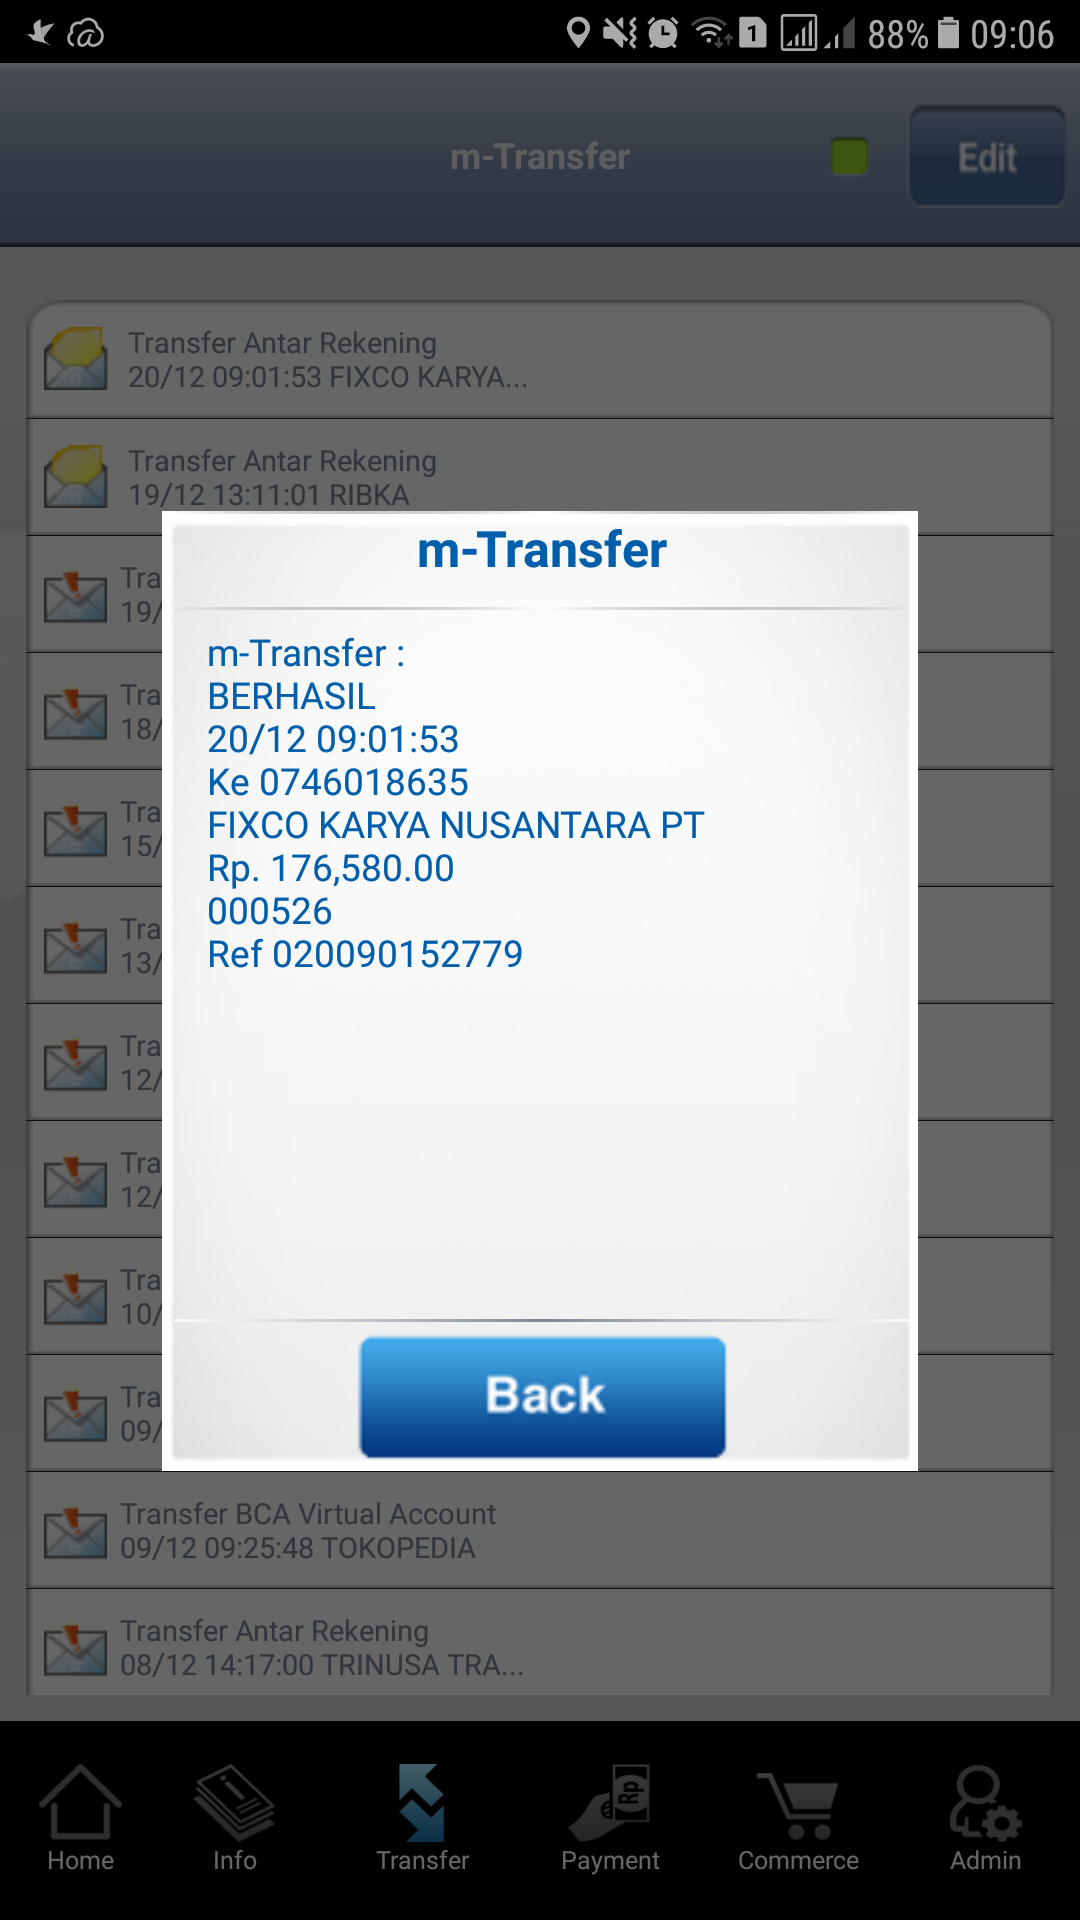 88% 09:06
m-Transfer
Edit
Transfer Antar Rekening
20/12 09:01:53 FIXCO KARYA...
Transfer Antar Rekening
19/12 13:11:01 RIBKA
Tra
19/
Tra
18/
Tra
15/
Tra
13/
Tra
12/
Tra
12/
Tra
10/
Tra
09/
m-Transfer
m-Transfer :
BERHASIL
20/12 09:01:53
Ke 0746018635
FIXCO KARYA NUSANTARA PT
Rp. 176,580.00
000526
Ref 020090152779
Back
Transfer BCA Virtual Account
09/12 09:25:48 TOKOPEDIA
Transfer Antar Rekening
08/12 14:17:00 TRINUSA TRA...
Home Info Transfer Payment Commerce Admin